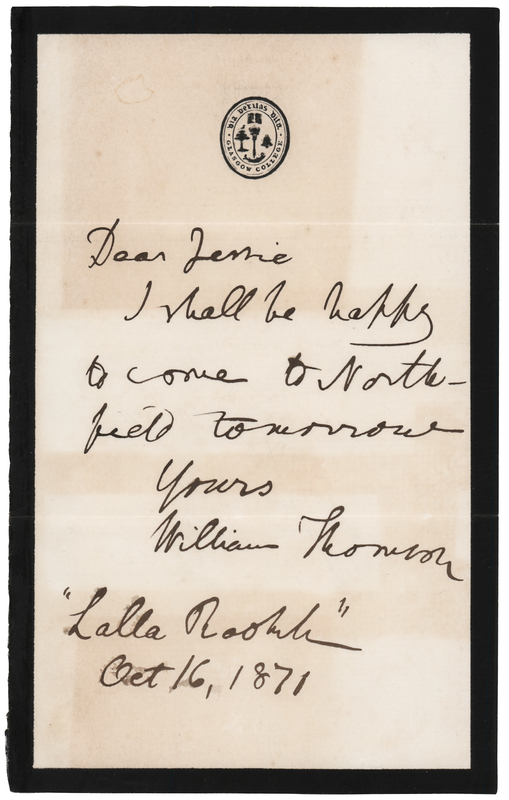 VIA VERITAS VITA
GLASGOW COLLEGE
Dear Jessie
I shall be happy
to come to North-
field tomorrow
Yours
William Thomson
"Lalla Rookh"
Oct 16, 1871